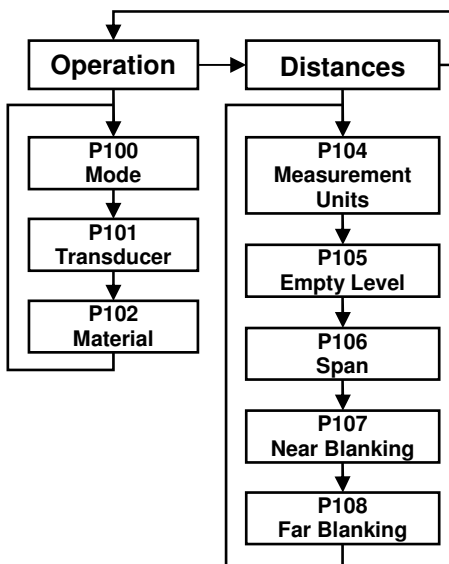 Operation
Distances
P100
Mode
P101
Transducer
P102
Material
P104
Measurement
Units
P105
Empty Level
P106
Span
P107
Near Blanking
P108
Far Blanking